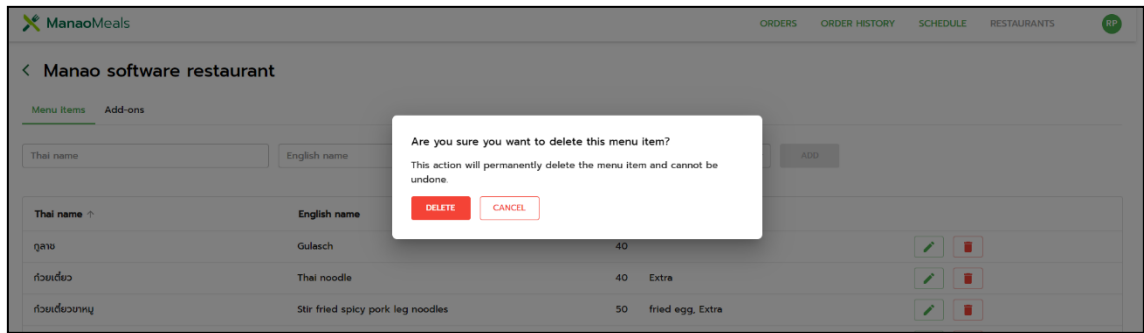 ManaoMeals
ORDERS ORDER HISTORY SCHEDULE RESTAURANTS RP
Manao software restaurant
Menu items Add-ons
Are you sure you want to delete this menu item?
This action will permanently delete the menu item and cannot be
undone.
DELETE CANCEL
Thai name English name ADD
Thai name ↑ English name
กูลาช Gulasch 40
ก๋วยเตี๋ยว Thai noodle 40 Extra
ก๋วยเตี๋ยวขาหมู Stir fried spicy pork leg noodles 50 fried egg, Extra